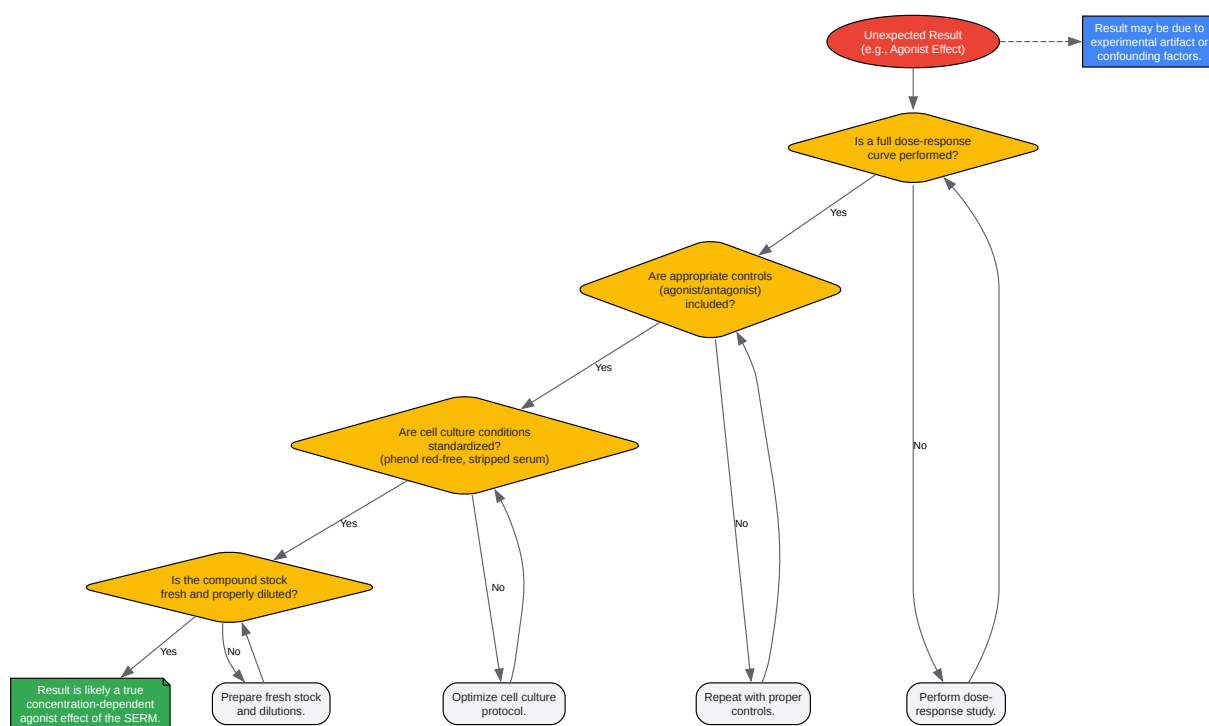 Unexpected Result
(e.g., Agonist Effect)
Result may be due to
experimental artifact or
confounding factors.
Is a full dose-response
curve performed?
Yes
Are appropriate controls
(agonist/antagonist)
included?
Yes
Are cell culture conditions
standardized?
(phenol red-free, stripped serum)
No
Yes
No
Is the compound stock
fresh and properly diluted?
No
Yes
No
Result is likely a true
concentration-dependent
agonist effect of the SERM.
Prepare fresh stock
and dilutions.
Optimize cell culture
protocol.
Repeat with proper
controls.
Perform dose-
response study.